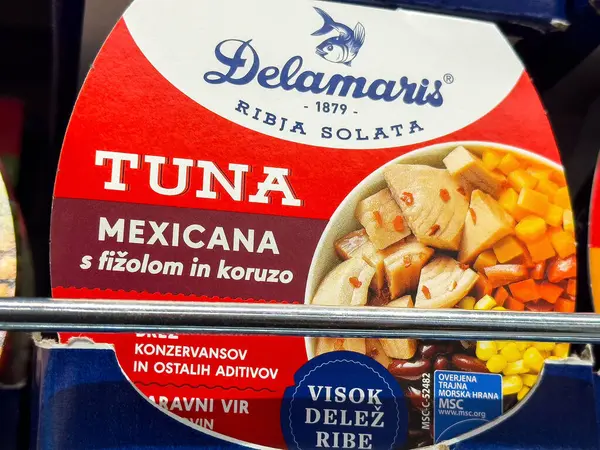 Delamaris®
- 1879 -
RIBJA SOLATA
TUNA
MEXICANA
s fižolom in koruzo
BREZ
KONZERVANSOV
IN OSTALIH ADITIVOV
VISOK
DELEŽ
RIBE
MSC-C-52482
OVERJENA
TRAJNA
MORSKA HRANA
MSC
www.msc.org